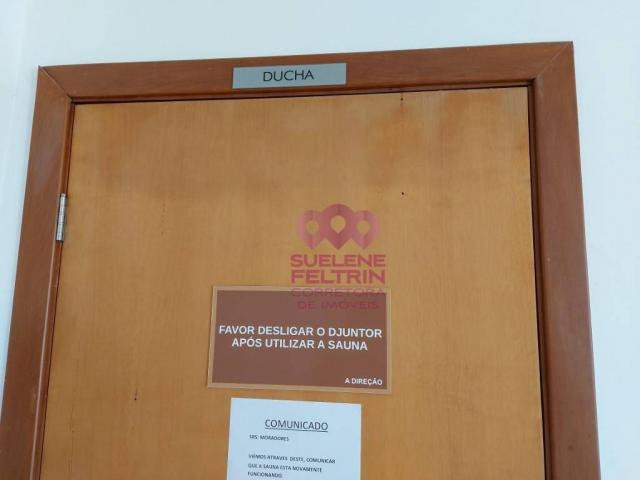 DUCHA
SUELENE
FELTRIN
CORRETORA
DE IMÓVEIS
FAVOR DESLIGAR O DJUNTOR
APÓS UTILIZAR A SAUNA
A DIREÇÃO
COMUNICADO
SRS. MORADORES
VIEMOS ATRAVES DESTE, COMUNICAR
QUE A SAUNA ESTA NOVAMENTE
FUNCIONANDO.